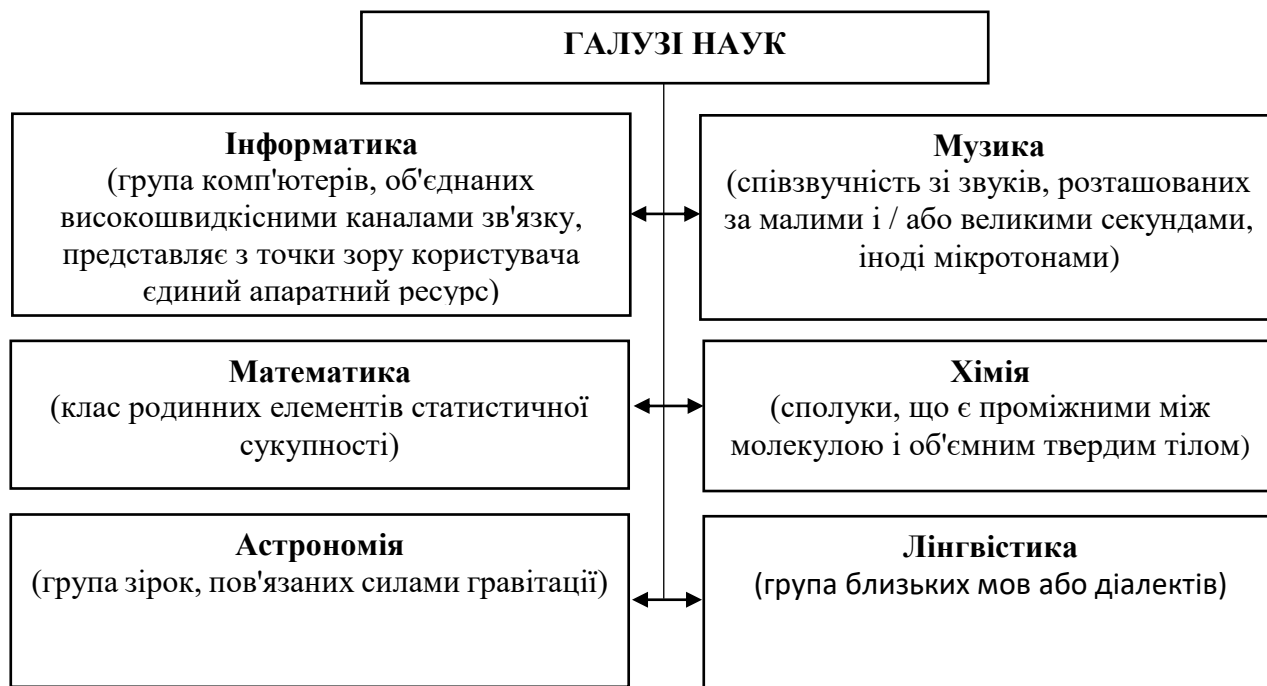 ГАЛУЗІ НАУК
Інформатика
(група комп'ютерів, об'єднаних
високошвидкісними каналами зв'язку,
представляє з точки зору користувача
єдиний апаратний ресурс)
Музика
(співзвучність зі звуків, розташованих
за малими і / або великими секундами,
іноді мікротонами)
Математика
(клас родинних елементів статистичної
сукупності)
Хімія
(сполуки, що є проміжними між
молекулою і об'ємним твердим тілом)
Астрономія
(група зірок, пов'язаних силами гравітації)
Лінгвістика
(група близьких мов або діалектів)